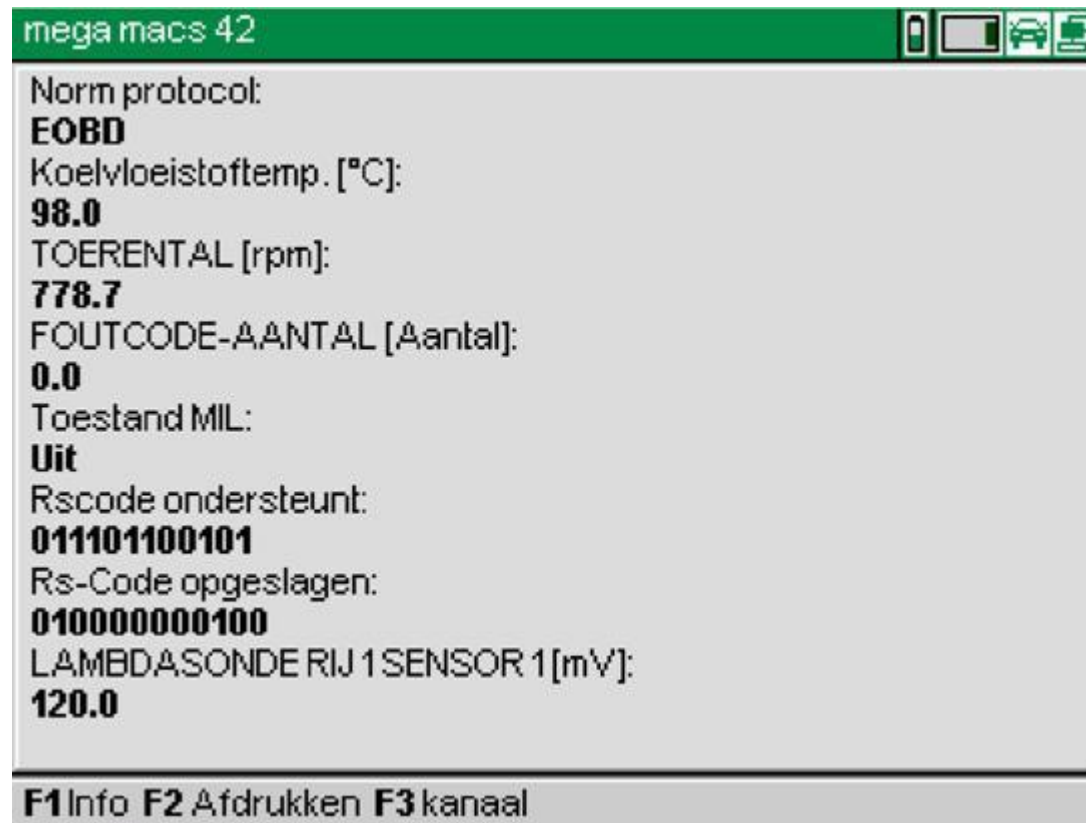 mega macs 42
Norm protocol:
EOBD
Koelvloeistoftemp. [°C]:
98.0
TOERENTAL [rpm]:
778.7
FOUTCODE-AANTAL [Aantal]:
0.0
Toestand MIL:
Uit
Rscode ondersteunt:
011101100101
Rs-Code opgeslagen:
010000000100
LAMBDASONDE RIJ 1 SENSOR 1 [mV]:
120.0
F1 Info F2 Afdrukken F3 kanaal